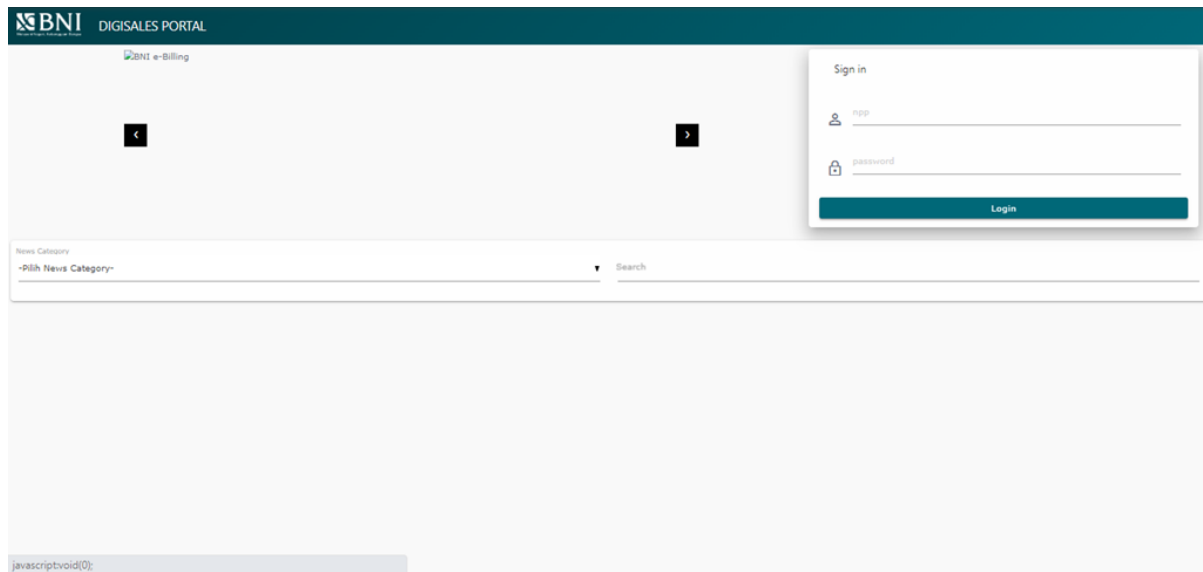 BNI DIGISALES PORTAL
BNI e-Billing
Sign in
npp
password
Login
News Category
-Pilih News Category-
Search
javascript:void(0);